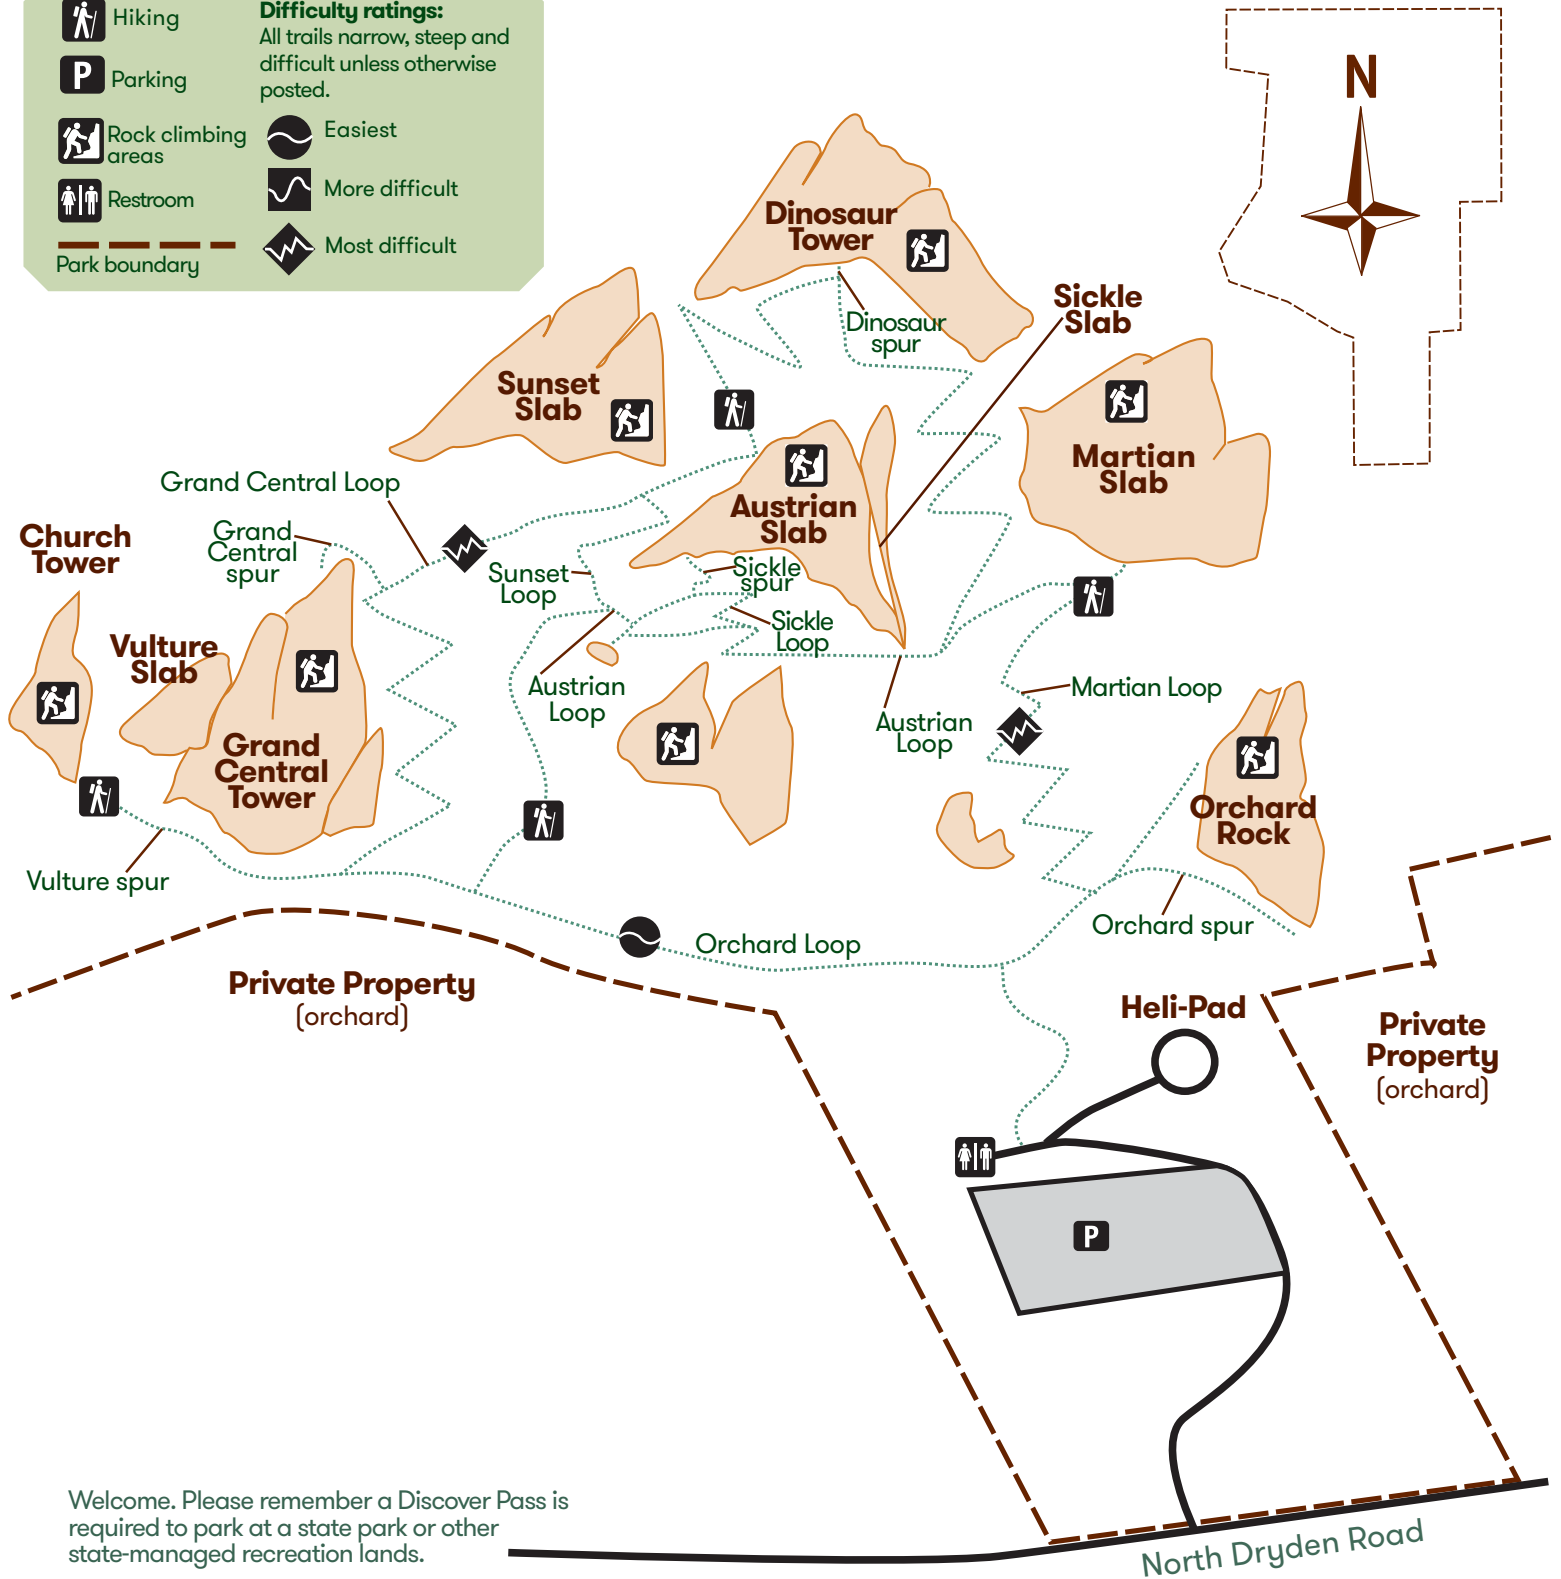 Hiking
Parking
Rock climbing
areas
Restroom
Park boundary
Difficulty ratings:
All trails narrow, steep and
difficult unless otherwise
posted.
Easiest
More difficult
Most difficult
N
Dinosaur
Tower
Dinosaur
spur
Sickle
Slab
Sunset
Slab
Martian
Slab
Grand Central Loop
Austrian
Slab
Church
Tower
Grand
Central
spur
Sunset
Loop
Sickle
spur
Sickle
Loop
Vulture
Slab
Austrian
Loop
Austrian
Loop
Martian Loop
Grand
Central
Tower
Orchard
Rock
Vulture spur
Orchard spur
Orchard Loop
Private Property
(orchard)
Heli-Pad
Private
Property
(orchard)
P
P
Welcome. Please remember a Discover Pass is
required to park at a state park or other
state-managed recreation lands.
North Dryden Road